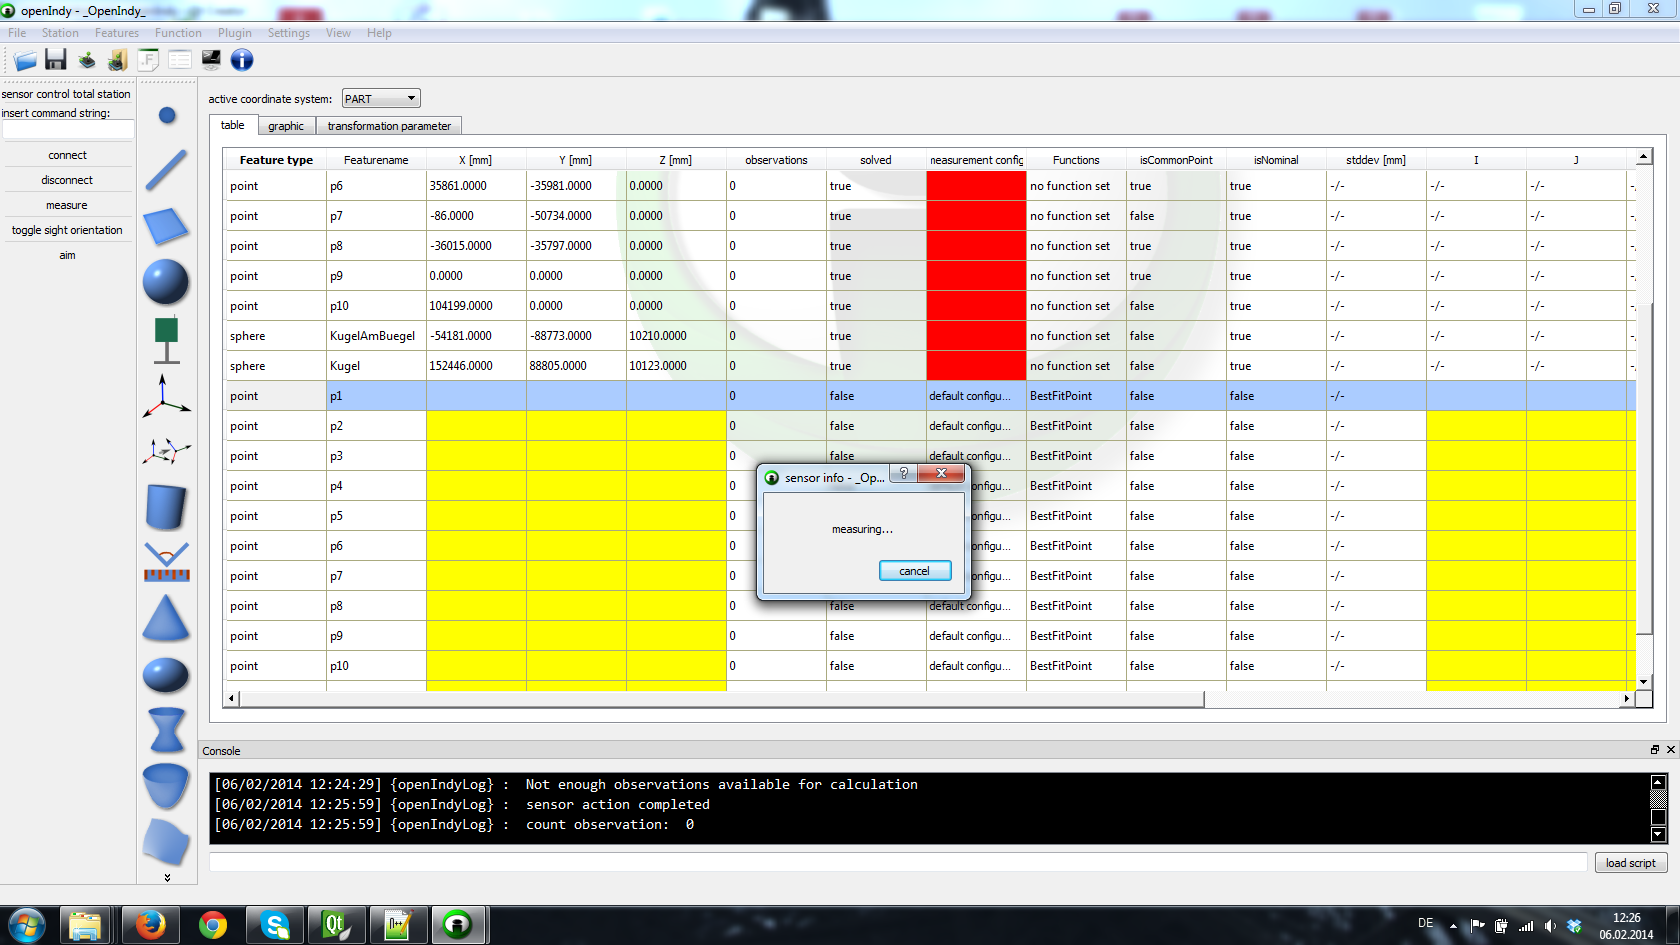 openIndy - _OpenIndy_
File Station Features Function Plugin Settings View Help
sensor control total station
insert command string:
connect
disconnect
measure
toggle sight orientation
aim
active coordinate system: PART
table graphic transformation parameter
Feature type Featurename X [mm] Y [mm] Z [mm] observations solved measurement config Functions isCommonPoint isNominal stddev [mm] I J
point p6 35861.0000 -35981.0000 0.0000 0 true no function set true true -/- -/- -/-
point p7 -86.0000 -50734.0000 0.0000 0 true no function set false true -/- -/- -/-
point p8 -36015.0000 -35797.0000 0.0000 0 true no function set true true -/- -/- -/-
point p9 0.0000 0.0000 0.0000 0 true no function set true true -/- -/- -/-
point p10 104199.0000 0.0000 0.0000 0 true no function set false true -/- -/- -/-
sphere KugelAmBuegel -54181.0000 -88773.0000 10210.0000 0 true no function set false true -/- -/- -/-
sphere Kugel 152446.0000 88805.0000 10123.0000 0 true no function set false true -/- -/- -/-
point p1 0 false default configu... BestFitPoint false false -/-
point p2 0 false default configu... BestFitPoint false false -/-
point p3 0 false default configu... BestFitPoint false false -/-
point p4 0 onfigu... BestFitPoint false false -/-
point p5 0 onfigu... BestFitPoint false false -/-
point p6 0 onfigu... BestFitPoint false false -/-
point p7 0 onfigu... BestFitPoint false false -/-
point p8 0 false default configu... BestFitPoint false false -/-
point p9 0 false default configu... BestFitPoint false false -/-
point p10 0 false default configu... BestFitPoint false false -/-
sensor info - _Op...
measuring...
cancel
Console
[06/02/2014 12:24:29] {openIndyLog} : Not enough observations available for calculation
[06/02/2014 12:25:59] {openIndyLog} : sensor action completed
[06/02/2014 12:25:59] {openIndyLog} : count observation: 0
load script
DE
12:26
06.02.2014